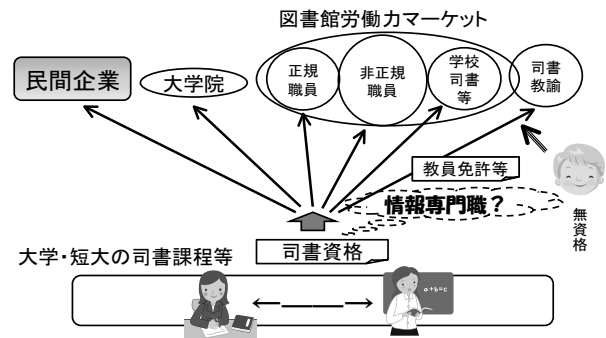 図書館労働力マーケット
民間企業
大学院
正規
職員
非正規
職員
学校
司書
等
司書
教諭
教員免許等
情報専門職？
無資格
司書資格
大学・短大の司書課程等
a+b=c